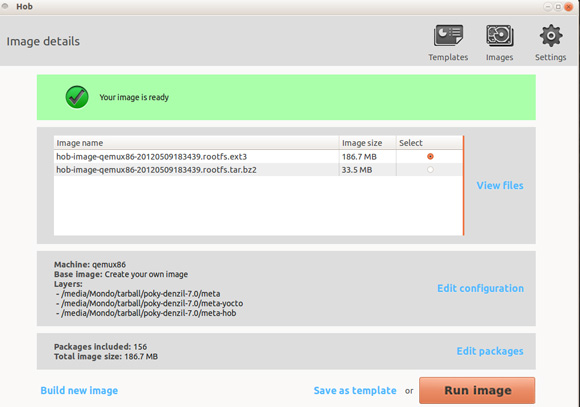 Hob
Image details
Templates
Images
Settings
Your image is ready
Image name Image size Select
hob-image-qemux86-20120509183439.rootfs.ext3 186.7 MB
hob-image-qemux86-20120509183439.rootfs.tar.bz2 33.5 MB
View files
Machine: qemux86
Base image: Create your own image
Layers:
- /media/Mondo/tarball/poky-denzil-7.0/meta
- /media/Mondo/tarball/poky-denzil-7.0/meta-yocto
- /media/Mondo/tarball/poky-denzil-7.0/meta-hob
Edit configuration
Packages included: 156
Total image size: 186.7 MB
Edit packages
Build new image
Save as template or Run image